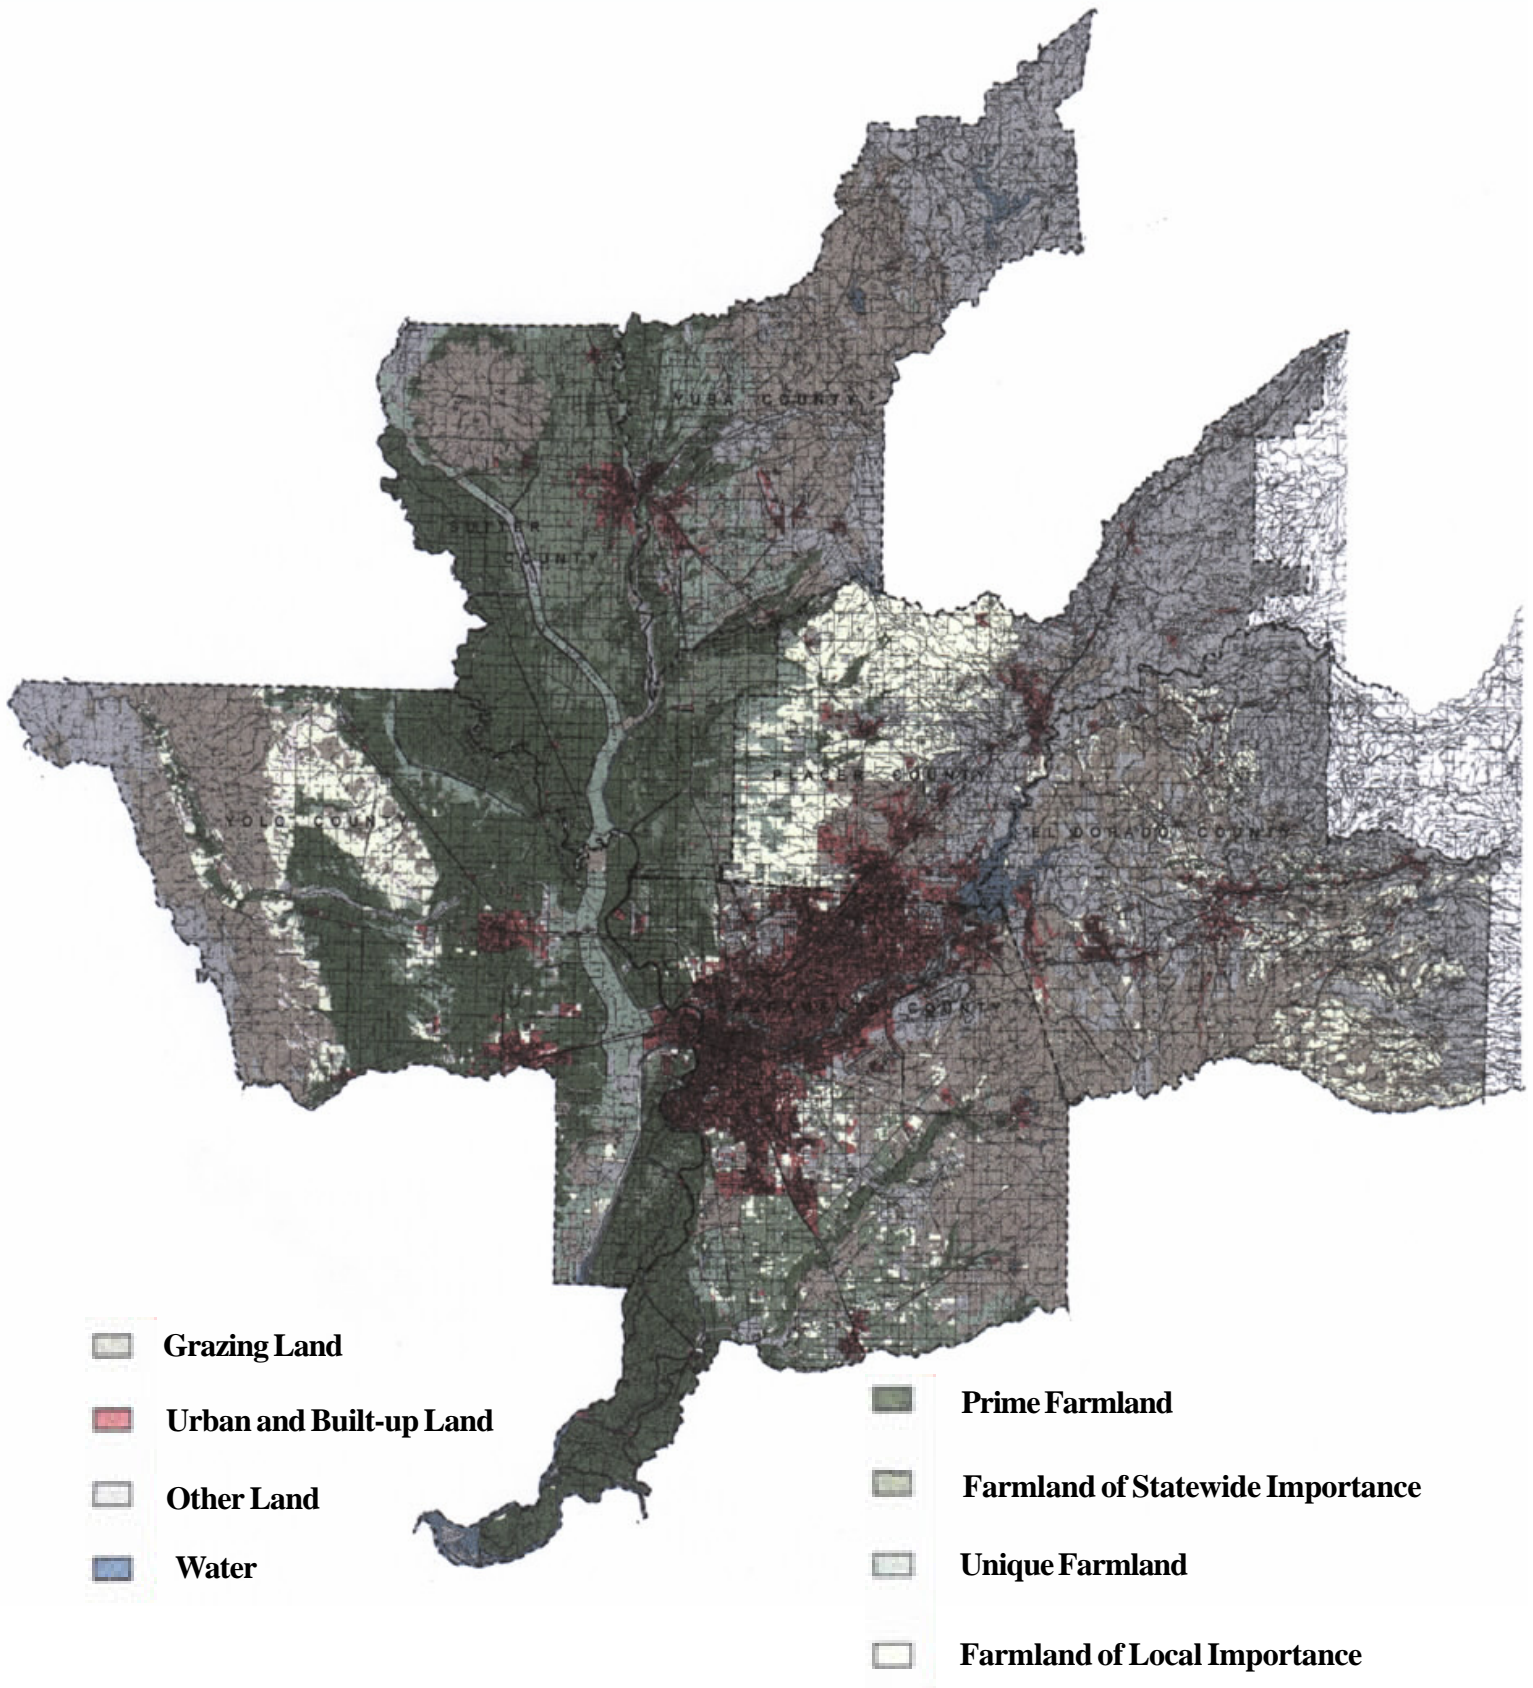 YUBA COUNTY
SUTTER
COUNTY
PLACER COUNTY
YOLO COUNTY
EL DORADO COUNTY
SACRAMENTO COUNTY
Grazing Land
Urban and Built-up Land
Other Land
Water
Prime Farmland
Farmland of Statewide Importance
Unique Farmland
Farmland of Local Importance